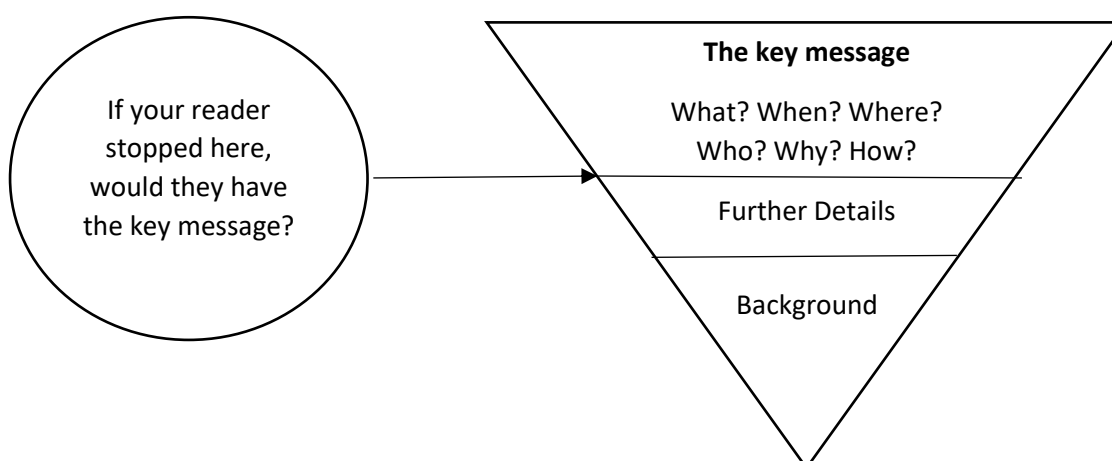 If your reader
stopped here,
would they have
the key message?
The key message
What? When? Where?
Who? Why? How?
Further Details
Background